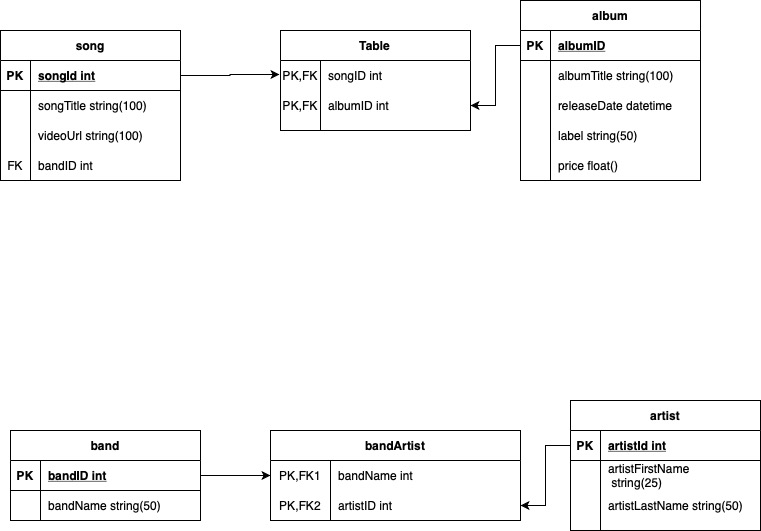 song
PK songId int
songTitle string(100)
videoUrl string(100)
FK bandID int
Table
PK,FK songID int
PK,FK albumID int
album
PK albumID
albumTitle string(100)
releaseDate datetime
label string(50)
price float()
band
PK bandID int
bandName string(50)
bandArtist
PK,FK1 bandName int
PK,FK2 artistID int
artist
PK artistId int
artistFirstName
string(25)
artistLastName string(50)